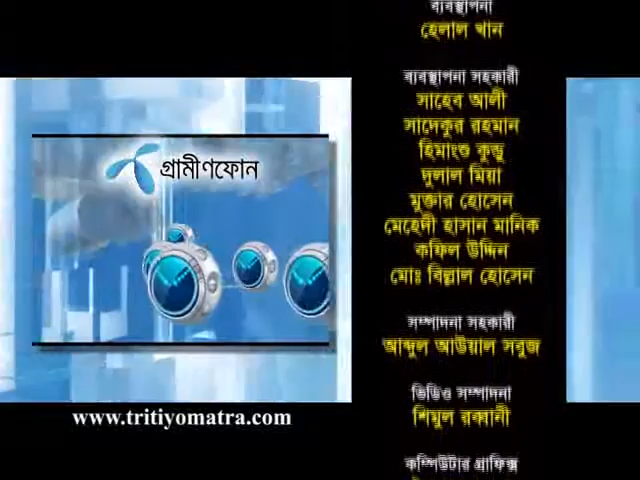 গ্রামীণফোন
www.tritiyomatra.com
ব্যবস্থাপনা
হেলাল খান
ব্যবস্থাপনা সহকারী
সাহেব আলী
সাদেকুর রহমান
হিমাংশু কুন্ডু
দুলাল মিয়া
মুক্তার হোসেন
মেহেদী হাসান মানিক
কফিল উদ্দিন
মোঃ বিল্লাল হোসেন
সম্পাদনা সহকারী
আব্দুল আউয়াল সবুজ
ভিডিও সম্পাদনা
শিমুল রব্বানী
কম্পিউটার গ্রাফিক্স